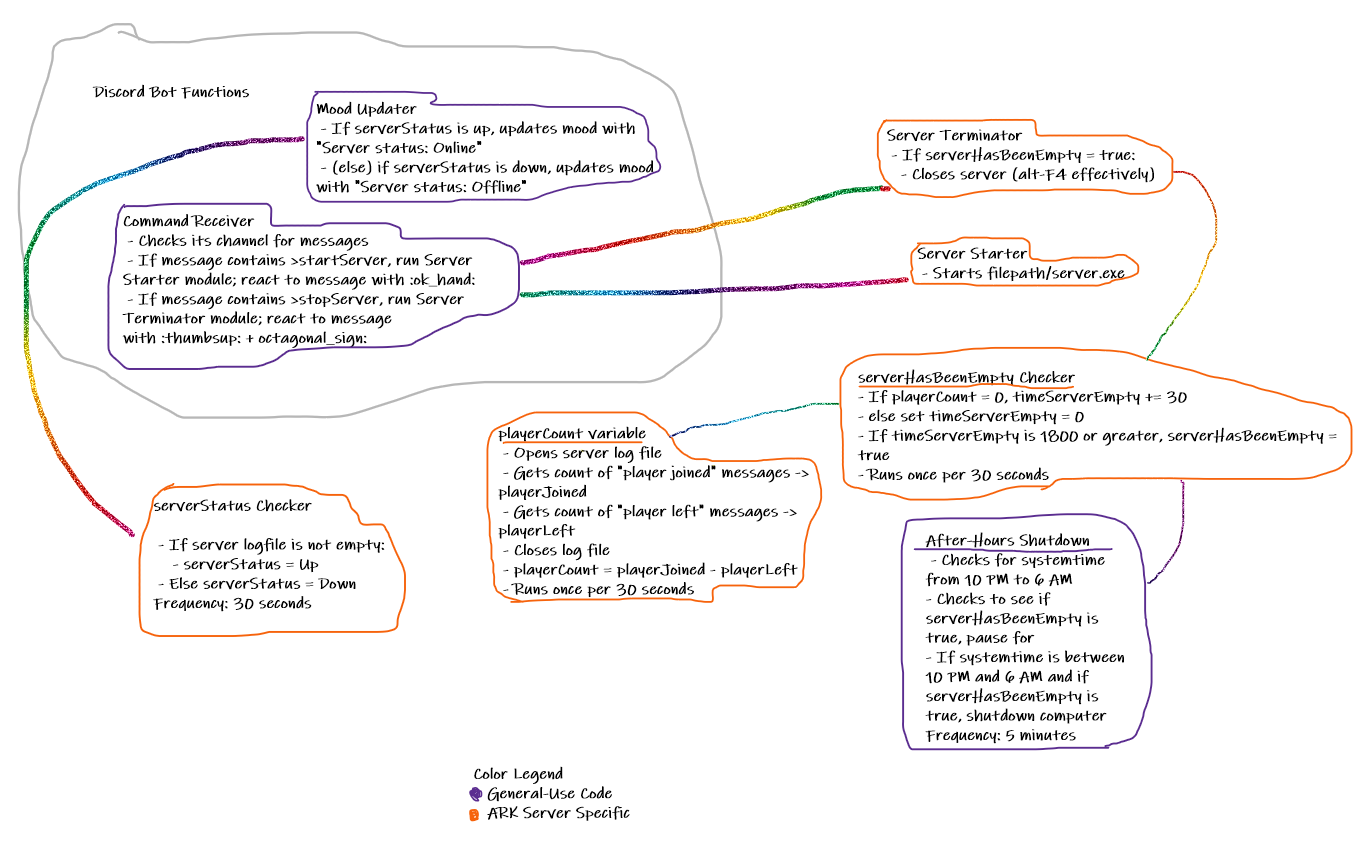 Discord Bot Functions
Mood Updater
- If serverStatus is up, updates mood with
"Server status: Online"
- (else) if serverStatus is down, updates mood
with "Server status: Offline"
Command Receiver
- Checks its channel for messages
- If message contains >startServer, run Server
Starter module; react to message with :ok_hand:
- If message contains >stopServer, run Server
Terminator module; react to message
with :thumbsup: + octagonal_sign:
Server Terminator
- If serverHasBeenEmpty = true:
- Closes server (alt-F4 effectively)
Server Starter
- Starts filepath/server.exe
serverHasBeenEmpty Checker
- If playerCount = 0, timeServerEmpty += 30
- else set timeServerEmpty = 0
- If timeServerEmpty is 1800 or greater, serverHasBeenEmpty =
true
-Runs once per 30 seconds
playerCount variable
- Opens server log file
- Gets count of "player joined" messages ->
playerJoined
- Gets count of "player left" messages ->
playerLeft
- Closes log file
- playerCount = playerJoined - playerLeft
-Runs once per 30 seconds
serverStatus Checker
- If server logfile is not empty:
- serverStatus = Up
- Else serverStatus = Down
Frequency: 30 seconds
After-Hours Shutdown
- Checks for systemtime
from 10 PM to 6 AM
- Checks to see if
serverHasBeenEmpty is
true, pause for
- If systemtime is between
10 PM and 6 AM and if
serverHasBeenEmpty is
true, shutdown computer
Frequency: 5 minutes
Color Legend
General-Use Code
ARK Server Specific